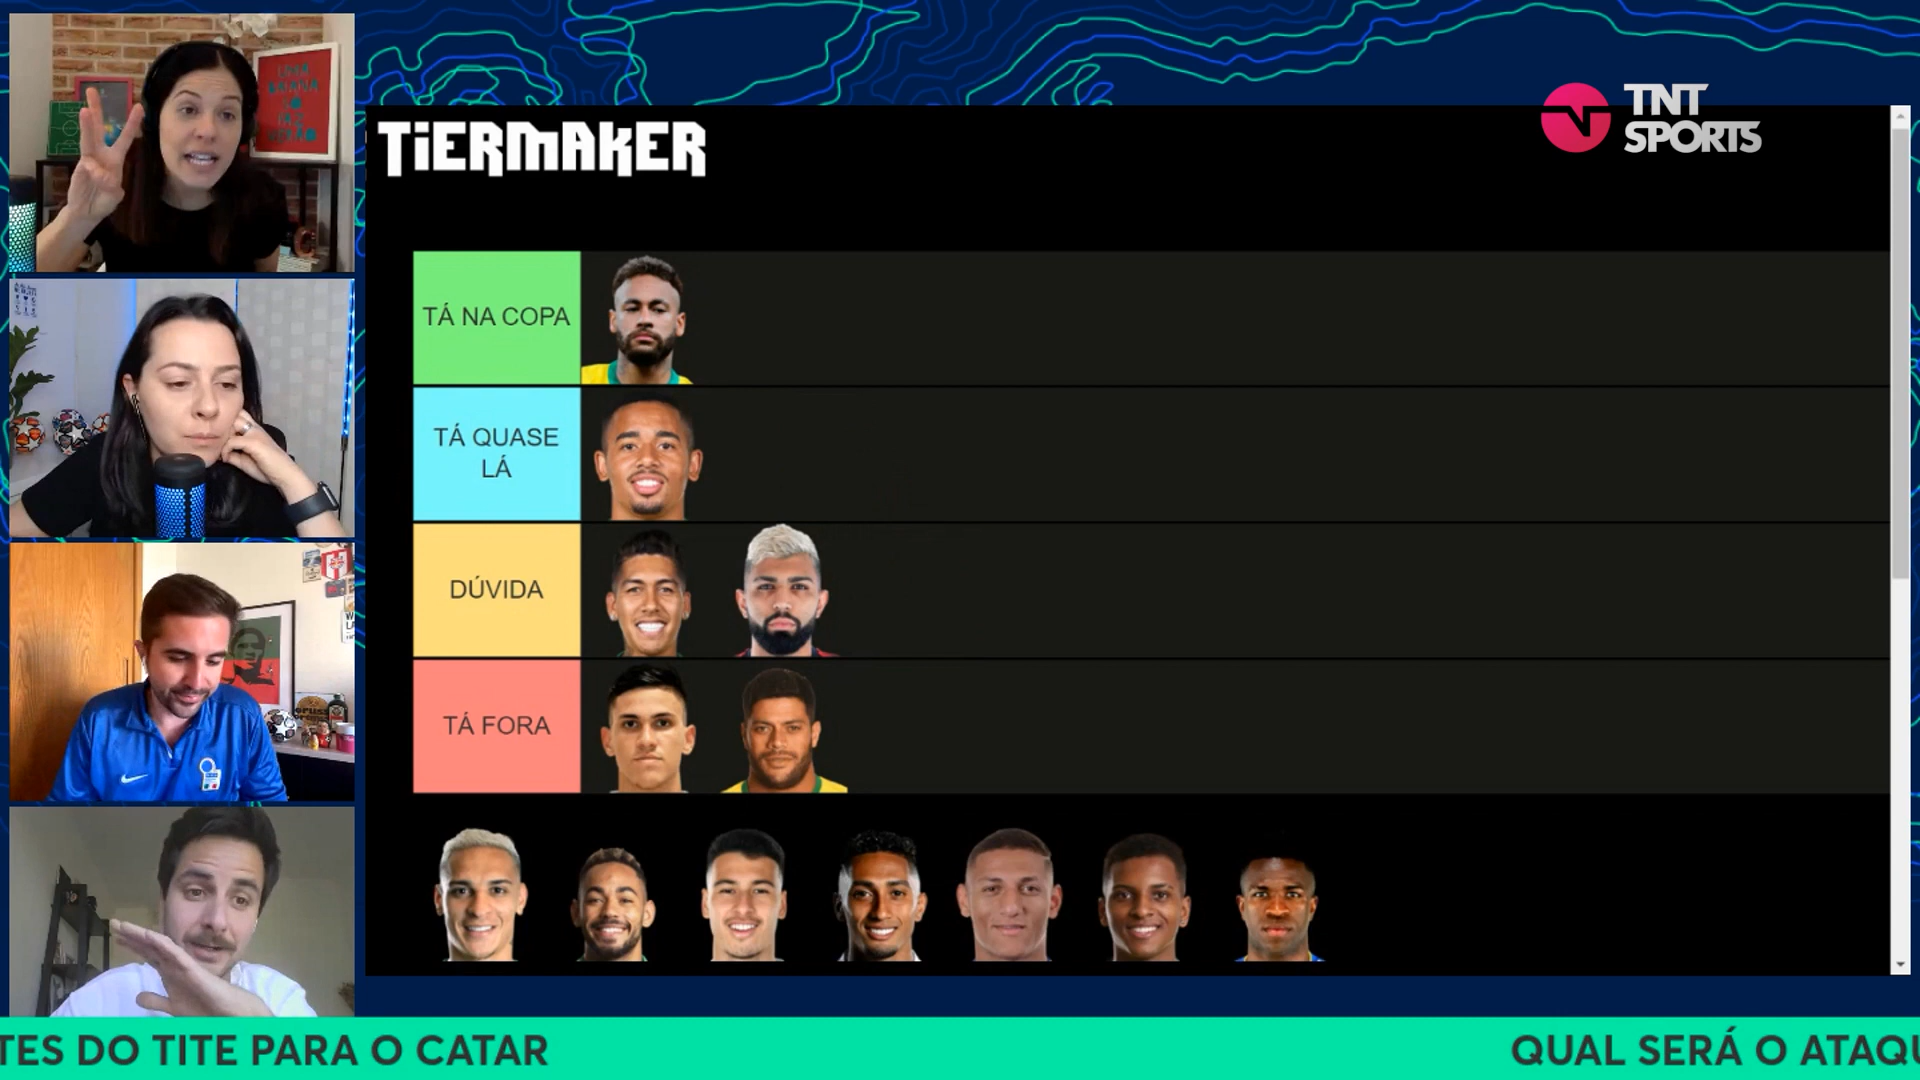 TiERMAKER
TNT
SPORTS
TÁ NA COPA
TÁ QUASE
LÁ
DÚVIDA
TÁ FORA
TES DO TITE PARA O CATAR
QUAL SERÁ O ATAQU